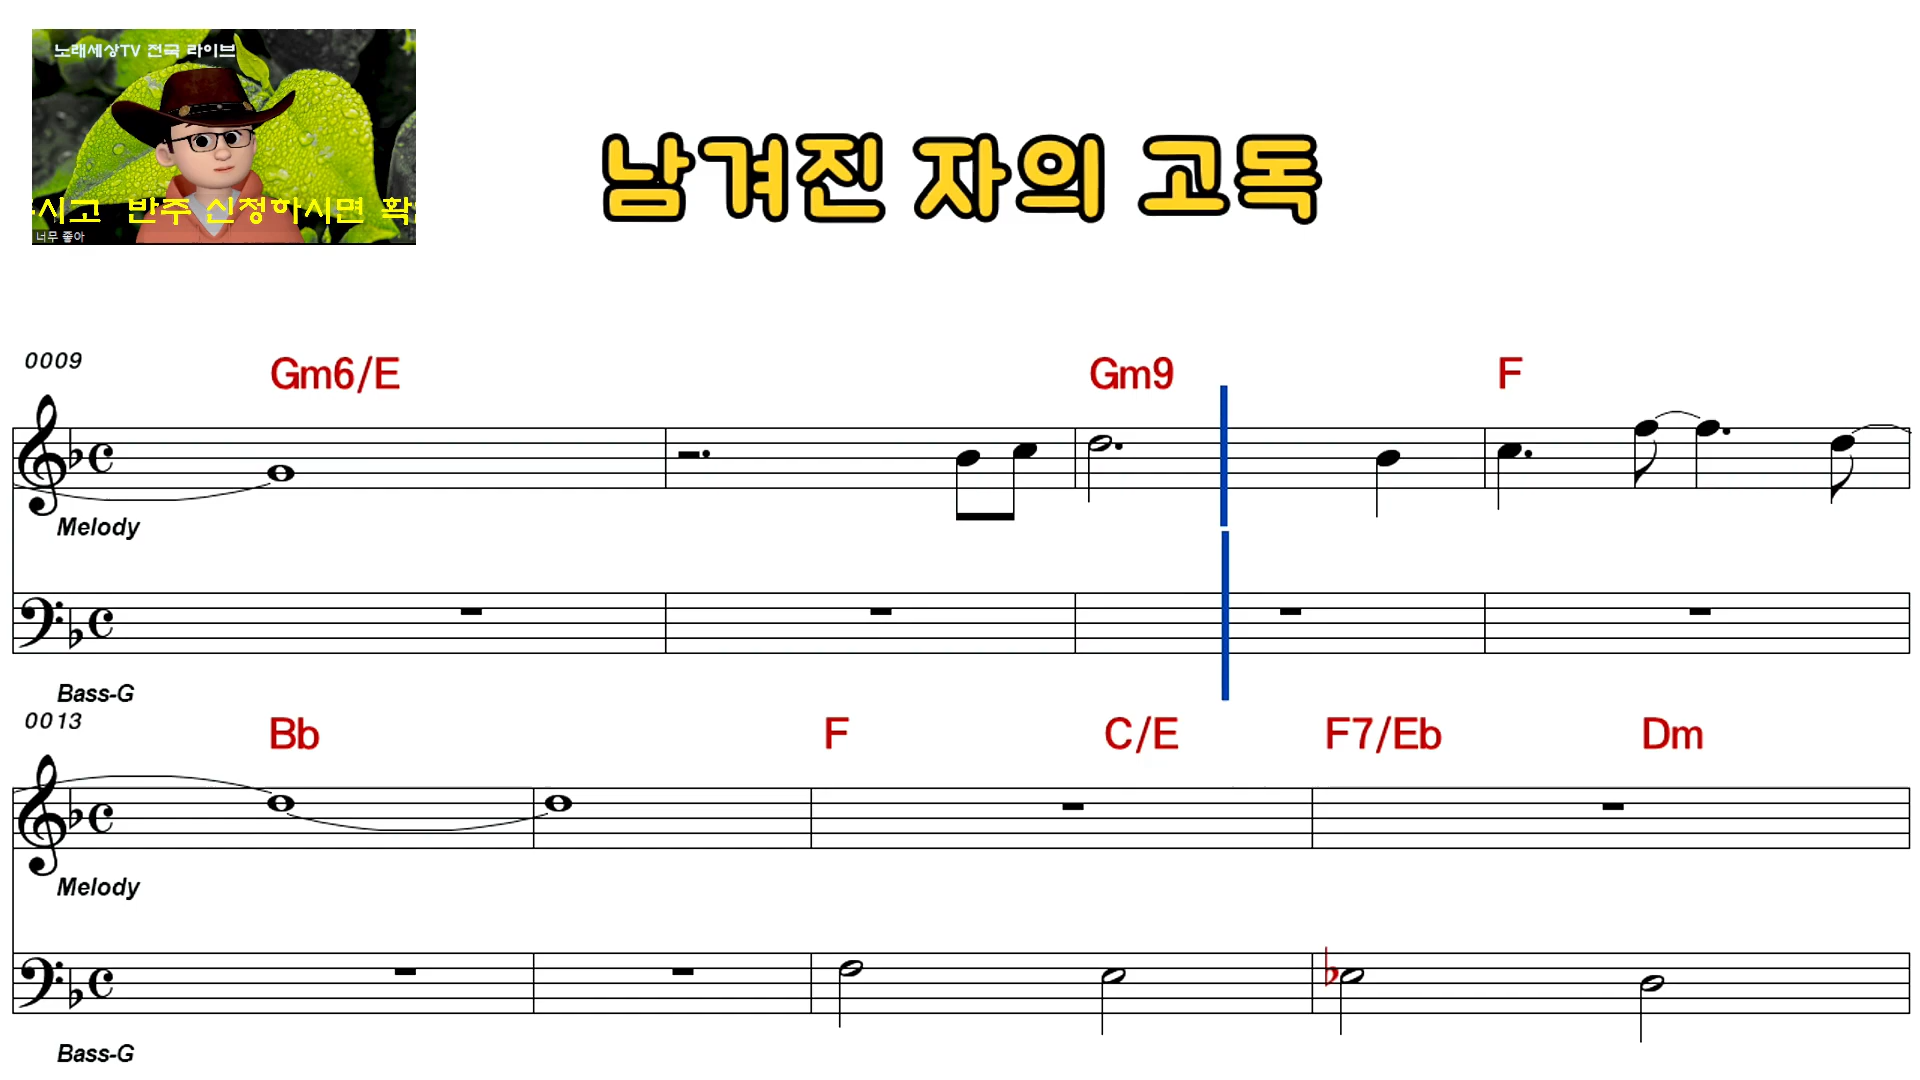 노래세상TV 전국 라이브
남겨진 자의 고독
시고 반주 신청하시면
너무 좋아
0009
Gm6/E Gm9 F
Melody
Bass-G
0013
Bb F C/E F7/Eb Dm
Melody
Bass-G